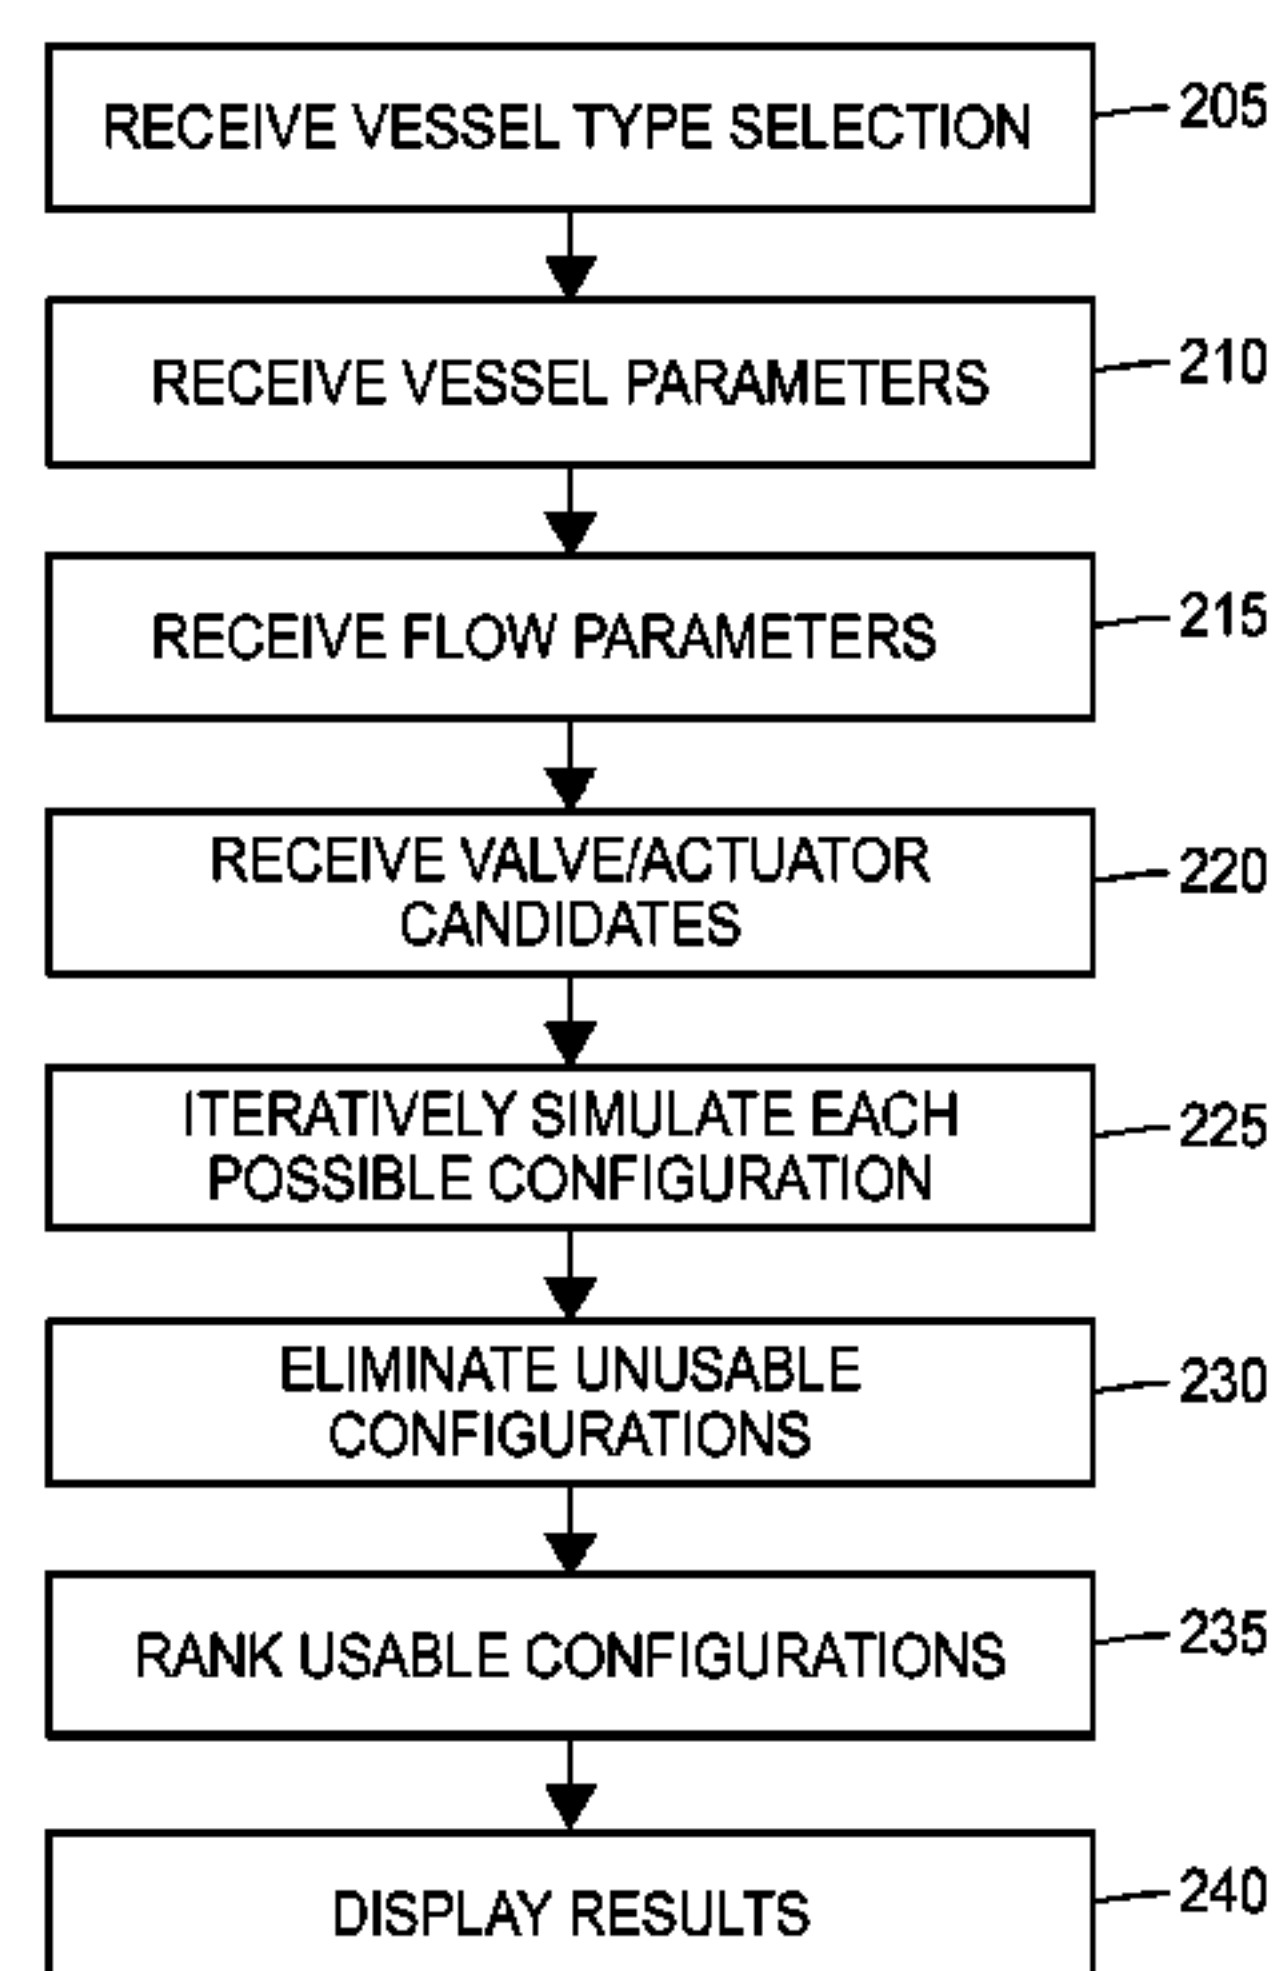 RECEIVE VESSEL TYPE SELECTION
205
RECEIVE VESSEL PARAMETERS
210
RECEIVE FLOW PARAMETERS
215
RECEIVE VALVE/ACTUATOR
CANDIDATES
220
ITERATIVELY SIMULATE EACH
POSSIBLE CONFIGURATION
225
ELIMINATE UNUSABLE
CONFIGURATIONS
230
RANK USABLE CONFIGURATIONS
235
DISPLAY RESULTS
240